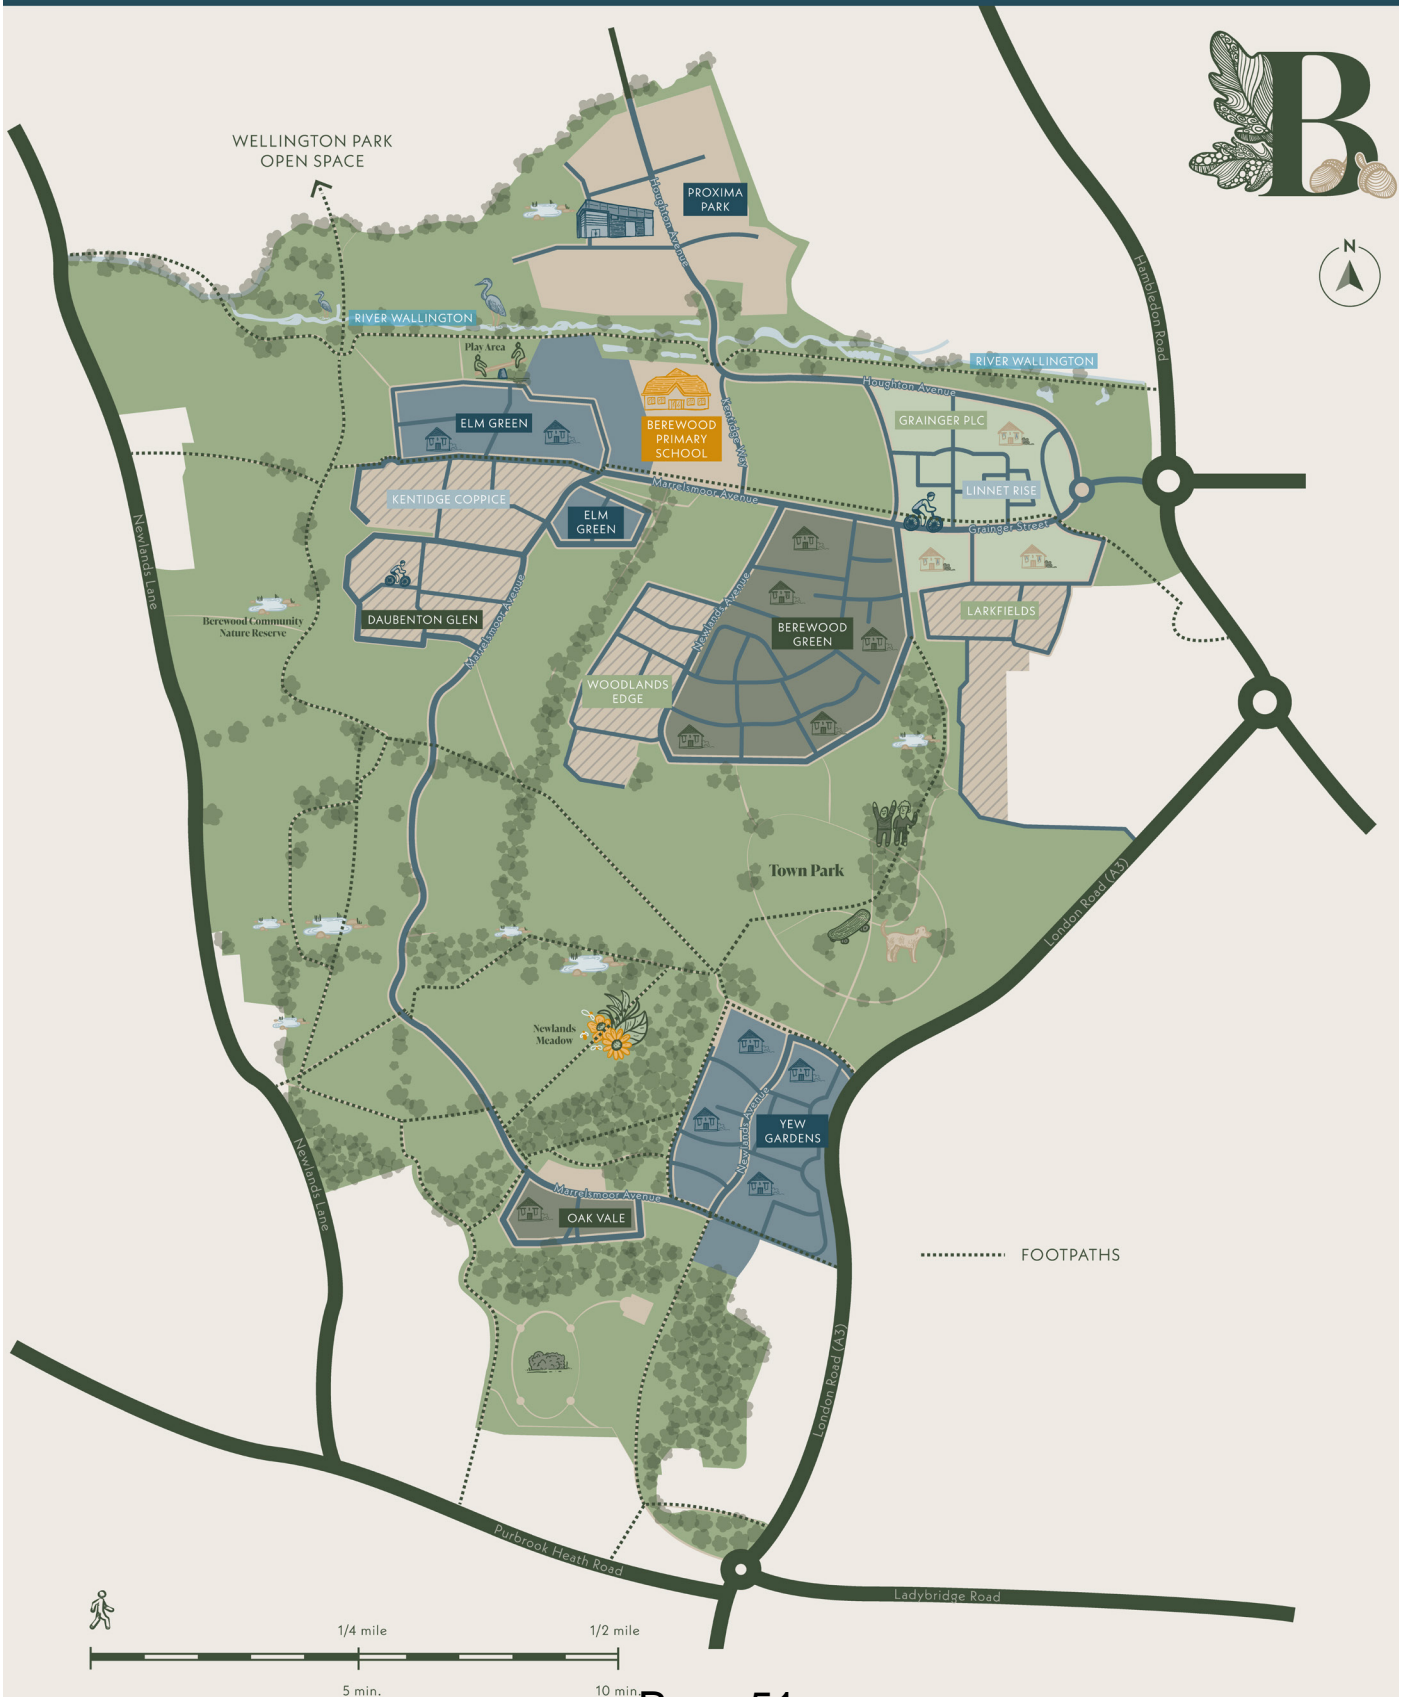 B
WELLINGTON PARK
OPEN SPACE
PROXIMA
PARK
Houghton Avenue
N
Hambledon Road
RIVER WALLINGTON
Play Area
RIVER WALLINGTON
Houghton Avenue
ELM GREEN
BEREWOOD
PRIMARY
SCHOOL
Kentidge Way
GRAINGER PLC
KENTIDGE COPPICE
Marrelsmoor Avenue
LINNET RISE
ELM
GREEN
Grainger Street
Newlands Lane
Berewood Community
Nature Reserve
DAUBENTON GLEN
Marrelsmoor Avenue
Newlands Avenue
BEREWOOD
GREEN
LARKFIELDS
WOODLANDS
EDGE
Town Park
London Road (A3)
Newlands
Meadow
Newlands Avenue
YEW
GARDENS
Newlands Lane
Marrelsmoor Avenue
OAK VALE
FOOTPATHS
London Road (A3)
Purbrook Heath Road
Ladybridge Road
1/4 mile
1/2 mile
5 min.
10 min.